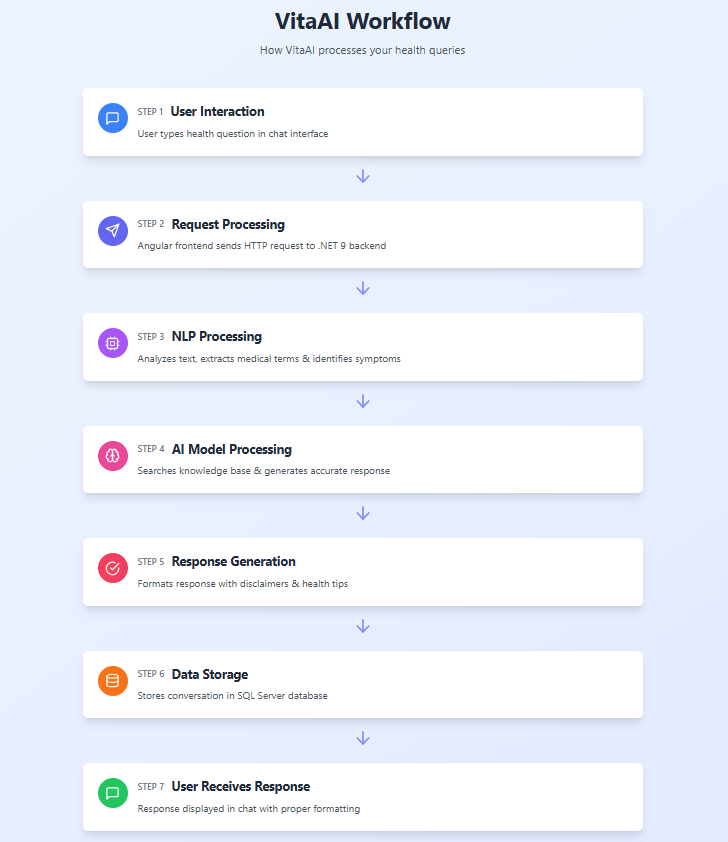 VitaAI Workflow
How VitaAI processes your health queries
STEP 1 User Interaction
User types health question in chat interface
STEP 2 Request Processing
Angular frontend sends HTTP request to .NET 9 backend
STEP 3 NLP Processing
Analyzes text, extracts medical terms & identifies symptoms
STEP 4 AI Model Processing
Searches knowledge base & generates accurate response
STEP 5 Response Generation
Formats response with disclaimers & health tips
STEP 6 Data Storage
Stores conversation in SQL Server database
STEP 7 User Receives Response
Response displayed in chat with proper formatting